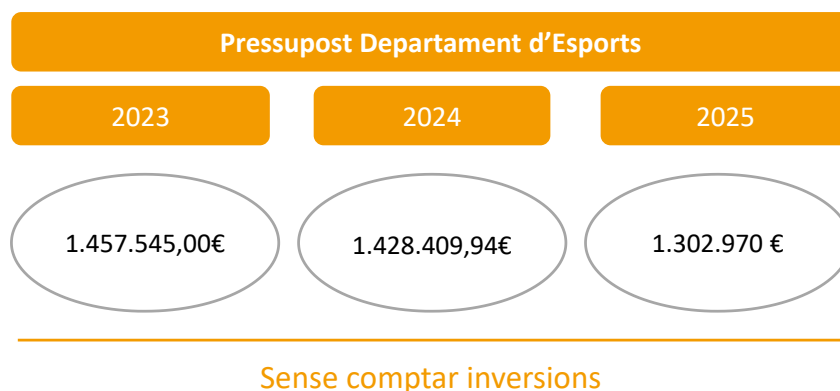 Pressupost Departament d’Esports
2023 2024 2025
1.457.545,00€ 1.428.409,94€ 1.302.970 €
Sense comptar inversions